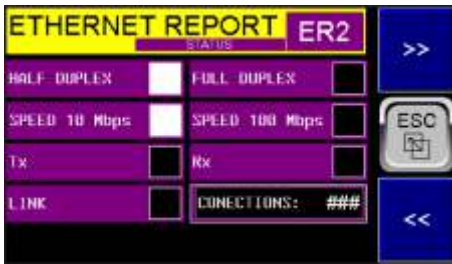 ETHERNET REPORT ER2
STATUS
>>
HALF DUPLEX FULL DUPLEX
SPEED 10 Mbps SPEED 100 Mbps
ESC
Tx Rx
LINK CONECTIONS: ###
<<